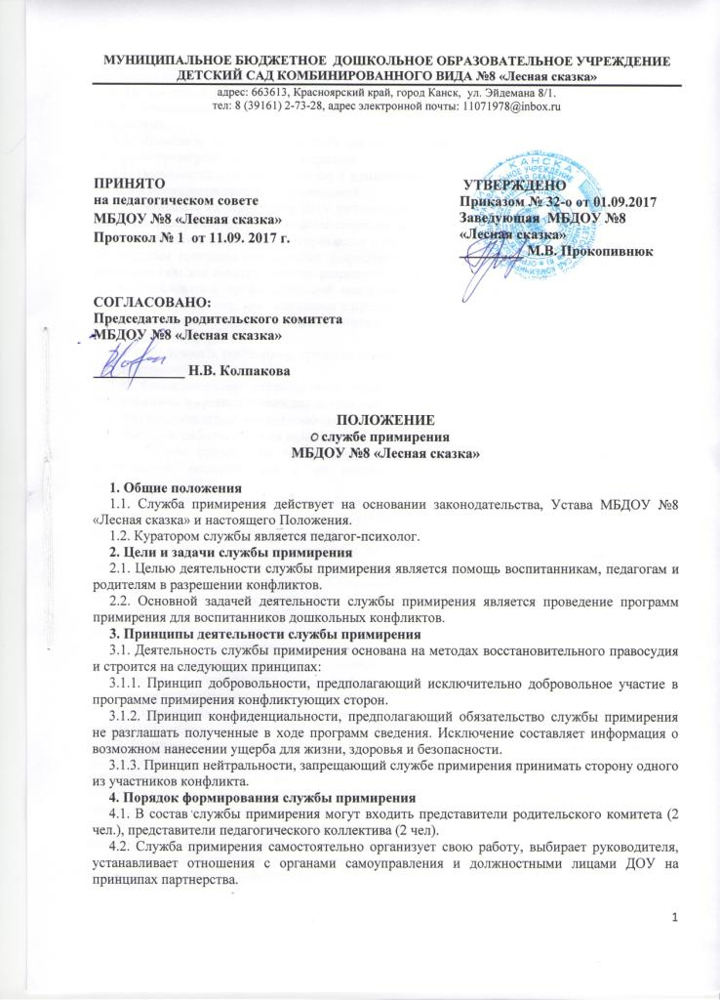 МУНИЦИПАЛЬНОЕ БЮДЖЕТНОЕ ДОШКОЛЬНОЕ ОБРАЗОВАТЕЛЬНОЕ УЧРЕЖДЕНИЕ
ДЕТСКИЙ САД КОМБИНИРОВАННОГО ВИДА №8 «Лесная сказка»
адрес: 663613, Красноярский край, город Канск, ул. Эйдемана 8/1.
тел: 8 (39161) 2-73-28, адрес электронной почты: 11071978@inbox.ru
ПРИНЯТО
на педагогическом совете
МБДОУ №8 «Лесная сказка»
Протокол № 1 от 11.09. 2017 г.
УТВЕРЖДЕНО
Приказом № 32-о от 01.09.2017
Заведующая МБДОУ №8
«Лесная сказка»
М.В. Прокопивнюк
СОГЛАСОВАНО:
Председатель родительского комитета
МБДОУ №8 «Лесная сказка»
Н.В. Колпакова
ПОЛОЖЕНИЕ
О службе примирения
МБДОУ №8 «Лесная сказка»
1. Общие положения
1.1. Служба примирения действует на основании законодательства, Устава МБДОУ №8
«Лесная сказка» и настоящего Положения.
1.2. Куратором службы является педагог-психолог.
2. Цели и задачи службы примирения
2.1. Целью деятельности службы примирения является помощь воспитанникам, педагогам и
родителям в разрешении конфликтов.
2.2. Основной задачей деятельности службы примирения является проведение программ
примирения для воспитанников дошкольных конфликтов.
3. Принципы деятельности службы примирения
3.1. Деятельность службы примирения основана на методах восстановительного правосудия
и строится на следующих принципах:
3.1.1. Принцип добровольности, предполагающий исключительно добровольное участие в
программе примирения конфликтующих сторон.
3.1.2. Принцип конфиденциальности, предполагающий обязательство службы примирения
не разглашать полученные в ходе программ сведения. Исключение составляет информация о
возможном нанесении ущерба для жизни, здоровья и безопасности.
3.1.3. Принцип нейтральности, запрещающий службе примирения принимать сторону одного
из участников конфликта.
4. Порядок формирования службы примирения
4.1. В состав службы примирения могут входить представители родительского комитета (2
чел.), представители педагогического коллектива (2 чел).
4.2. Служба примирения самостоятельно организует свою работу, выбирает руководителя,
устанавливает отношения с органами самоуправления и должностными лицами ДОУ на
принципах партнерства.
1